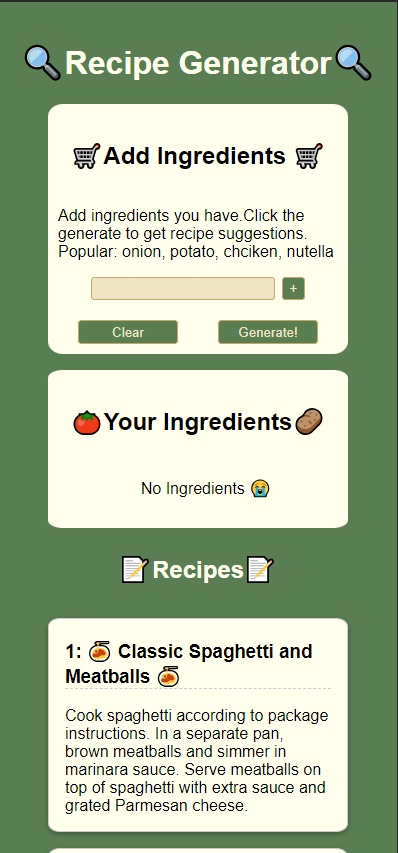 🔍Recipe Generator🔍
🛒Add Ingredients 🛒
Add ingredients you have.Click the
generate to get recipe suggestions.
Popular: onion, potato, chciken, nutella
+
Clear
Generate!
🍅Your Ingredients🥔
No Ingredients 😭
📝Recipes📝
1: 🍝 Classic Spaghetti and
Meatballs 🍝
Cook spaghetti according to package
instructions. In a separate pan,
brown meatballs and simmer in
marinara sauce. Serve meatballs on
top of spaghetti with extra sauce and
grated Parmesan cheese.